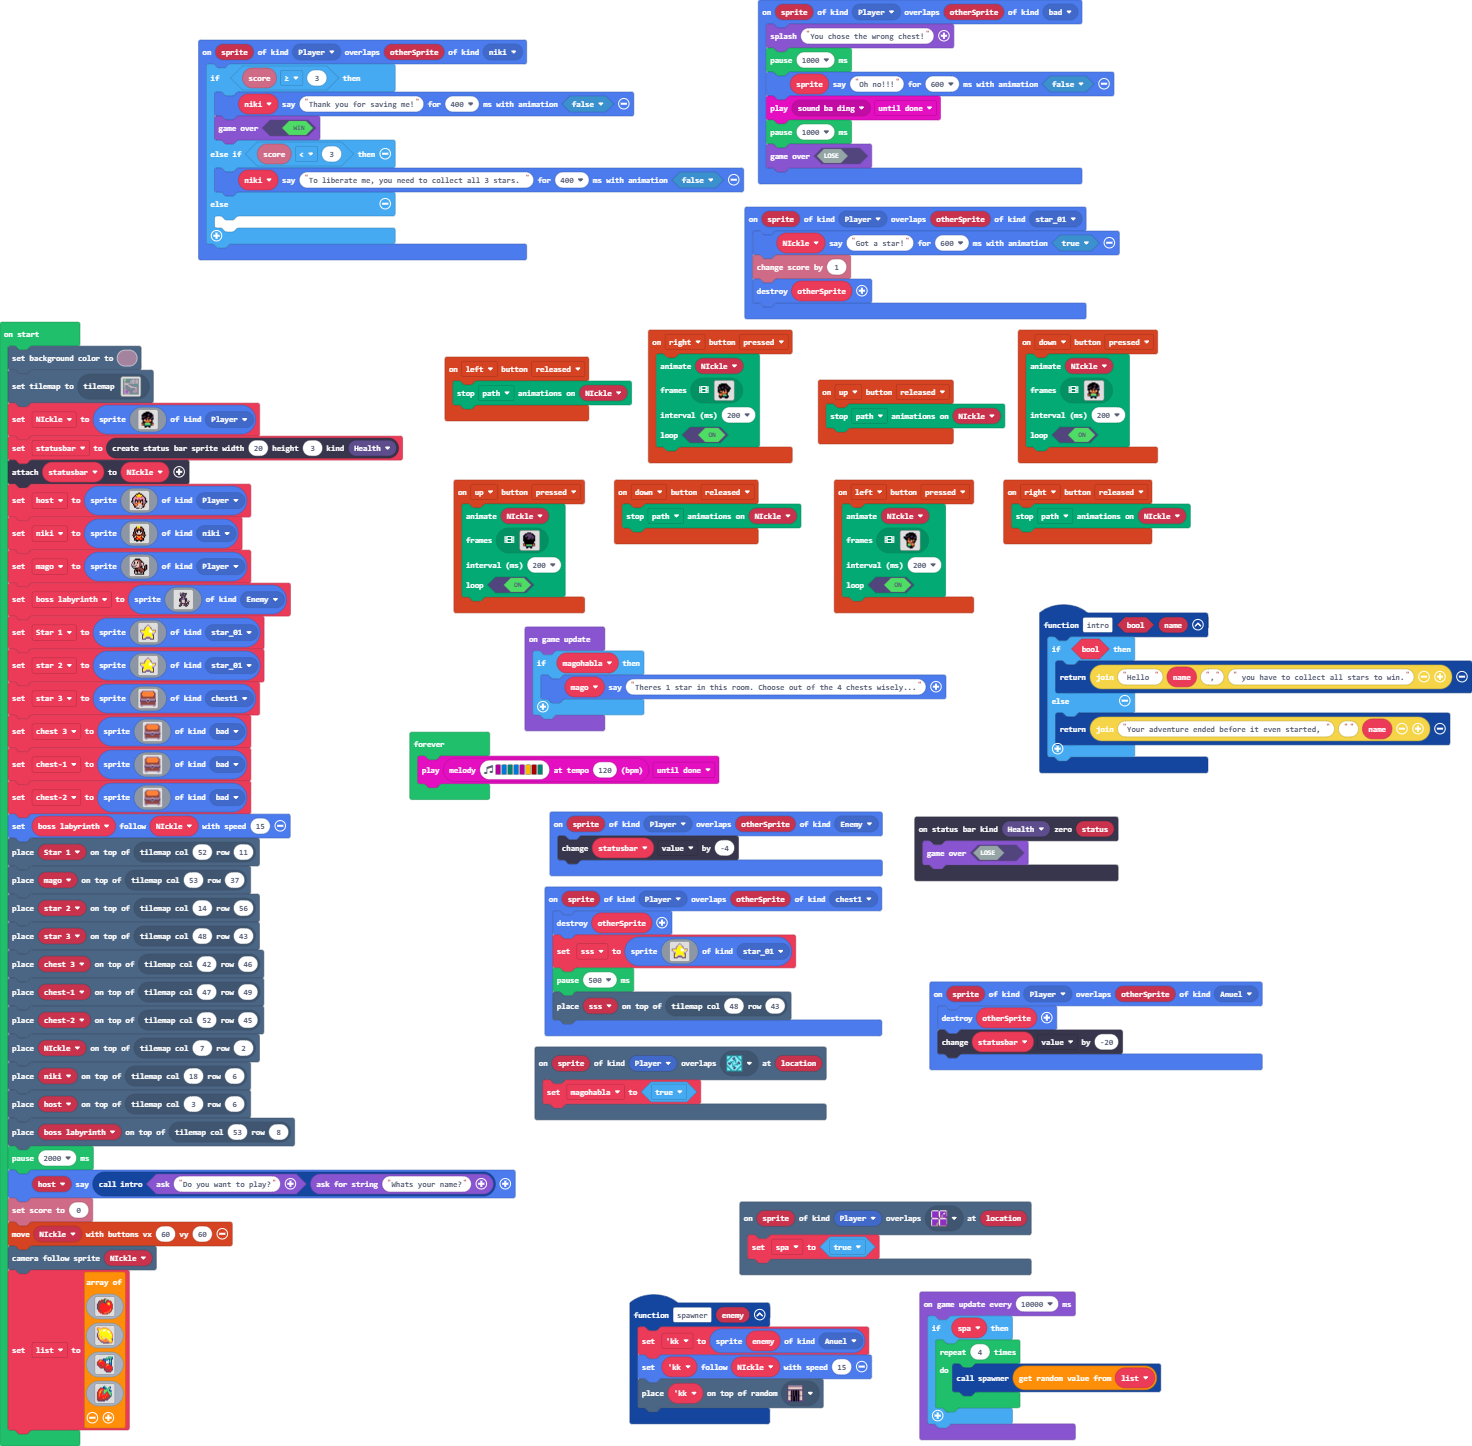 on sprite of kind Player overlaps otherSprite of kind bad
splash "You chose the wrong chest!"
pause 1000 ms
sprite say "Oh no!!!" for 600 ms with animation false
play sound ba ding until done
pause 1000 ms
game over LOSE
on sprite of kind Player overlaps otherSprite of kind niki
if score ≥ 3 then
niki say "Thank you for saving me!" for 400 ms with animation false
game over WIN
else if score < 3 then
niki say "To liberate me, you need to collect all 3 stars. " for 400 ms with animation false
else
on sprite of kind Player overlaps otherSprite of kind star_01
NIckle say "Got a star!" for 600 ms with animation true
change score by 1
destroy otherSprite
on start
set background color to
set tilemap to tilemap
set NIckle to sprite of kind Player
set statusbar to create status bar sprite width 20 height 3 kind Health
attach statusbar to NIckle
set host to sprite of kind Player
set niki to sprite of kind niki
set mago to sprite of kind Player
set boss labyrinth to sprite of kind Enemy
set Star 1 to sprite of kind star_01
set star 2 to sprite of kind star_01
set star 3 to sprite of kind chest1
set chest 3 to sprite of kind bad
set chest-1 to sprite of kind bad
set chest-2 to sprite of kind bad
set boss labyrinth follow NIckle with speed 15
place Star 1 on top of tilemap col 52 row 11
place mago on top of tilemap col 53 row 37
place star 2 on top of tilemap col 14 row 56
place star 3 on top of tilemap col 48 row 43
place chest 3 on top of tilemap col 42 row 46
place chest-1 on top of tilemap col 47 row 49
place chest-2 on top of tilemap col 52 row 45
place NIckle on top of tilemap col 7 row 2
place niki on top of tilemap col 18 row 6
place host on top of tilemap col 3 row 6
place boss labyrinth on top of tilemap col 53 row 8
pause 2000 ms
host say call intro ask "Do you want to play?" ask for string "Whats your name?"
set score to 0
move NIckle with buttons vx 60 vy 60
camera follow sprite NIckle
set list to array of
on left button released
stop path animations on NIckle
on right button pressed
animate NIckle
frames
interval (ms) 200
loop ON
on up button released
stop path animations on NIckle
on down button pressed
animate NIckle
frames
interval (ms) 200
loop ON
on up button pressed
animate NIckle
frames
interval (ms) 200
loop ON
on down button released
stop path animations on NIckle
on left button pressed
animate NIckle
frames
interval (ms) 200
loop ON
on right button released
stop path animations on NIckle
on game update
if magohabla then
mago say "Theres 1 star in this room. Choose out of the 4 chests wisely..."
function intro bool name
if bool then
return join "Hello " name "," " you have to collect all stars to win."
else
return join "Your adventure ended before it even started, " "" name
forever
play melody at tempo 120 (bpm) until done
on sprite of kind Player overlaps otherSprite of kind Enemy
change statusbar value by -4
on status bar kind Health zero status
game over LOSE
on sprite of kind Player overlaps otherSprite of kind chest1
destroy otherSprite
set sss to sprite of kind star_01
pause 500 ms
place sss on top of tilemap col 48 row 43
on sprite of kind Player overlaps otherSprite of kind Anuel
destroy otherSprite
change statusbar value by -20
on sprite of kind Player overlaps at location
set magohabla to true
on sprite of kind Player overlaps at location
set spa to true
function spawner enemy
set 'kk to sprite enemy of kind Anuel
set 'kk follow NIckle with speed 15
place 'kk on top of random
on game update every 10000 ms
if spa then
repeat 4 times
do call spawner get random value from list